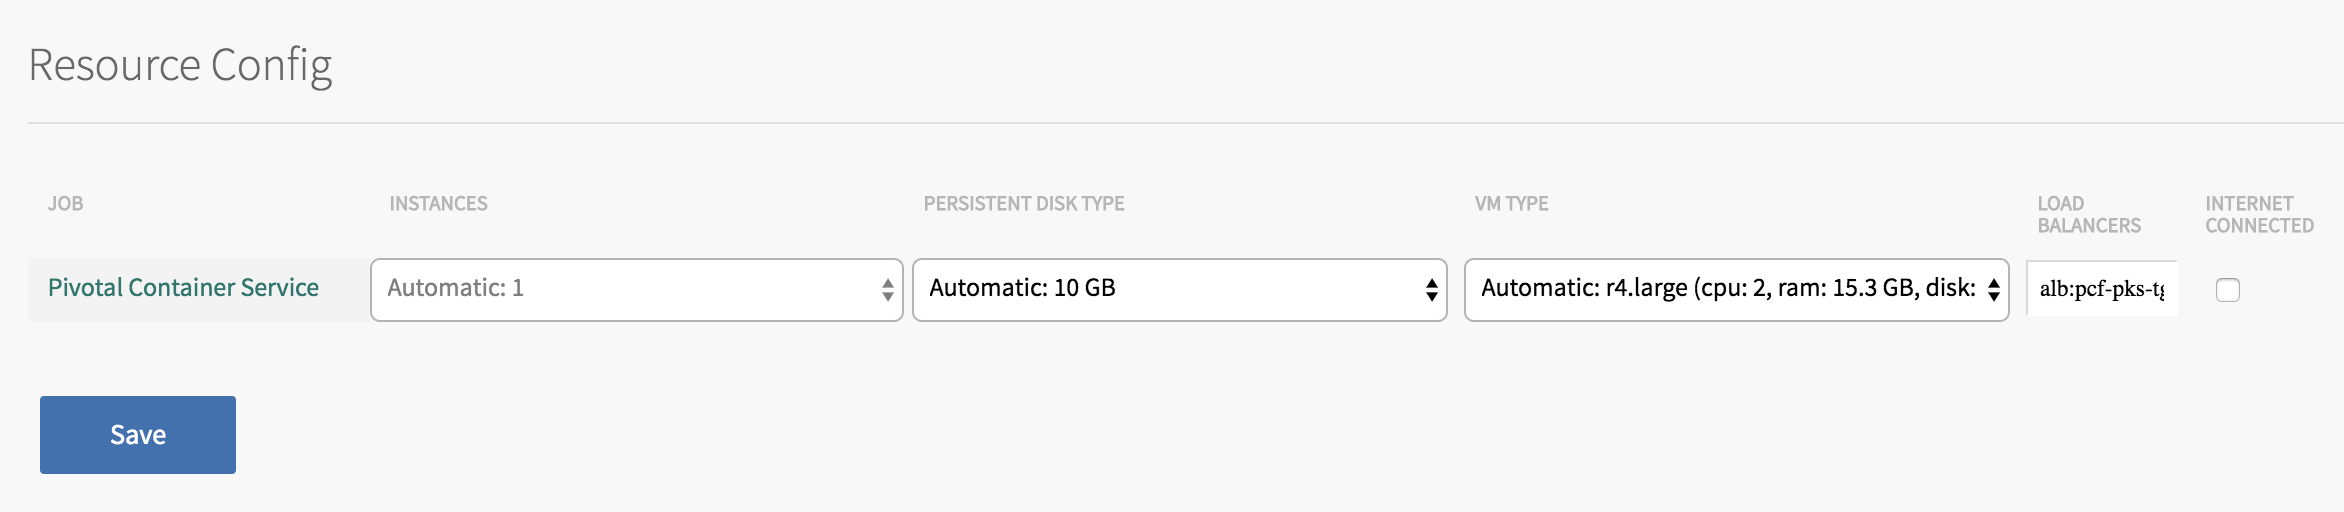 Resource Config
JOB
INSTANCES
PERSISTENT DISK TYPE
VM TYPE
LOAD
BALANCERS
INTERNET
CONNECTED
Pivotal Container Service
Automatic: 1
Automatic: 10 GB
Automatic: r4.large (cpu: 2, ram: 15.3 GB, disk:
alb:pcf-pks-tg
Save